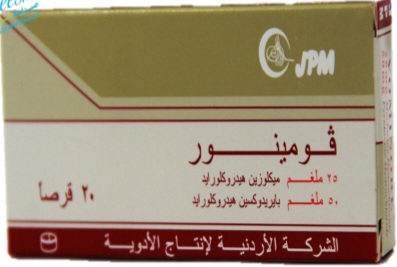 JPM
ڤومينور
٢٥ ملغم ميكلوزين هيدروكلورايد
٥٠ ملغم بايريدوكسين هيدروكلورايد
٢٠ قرصاً
الشركة الأردنية لإنتاج الأدوية